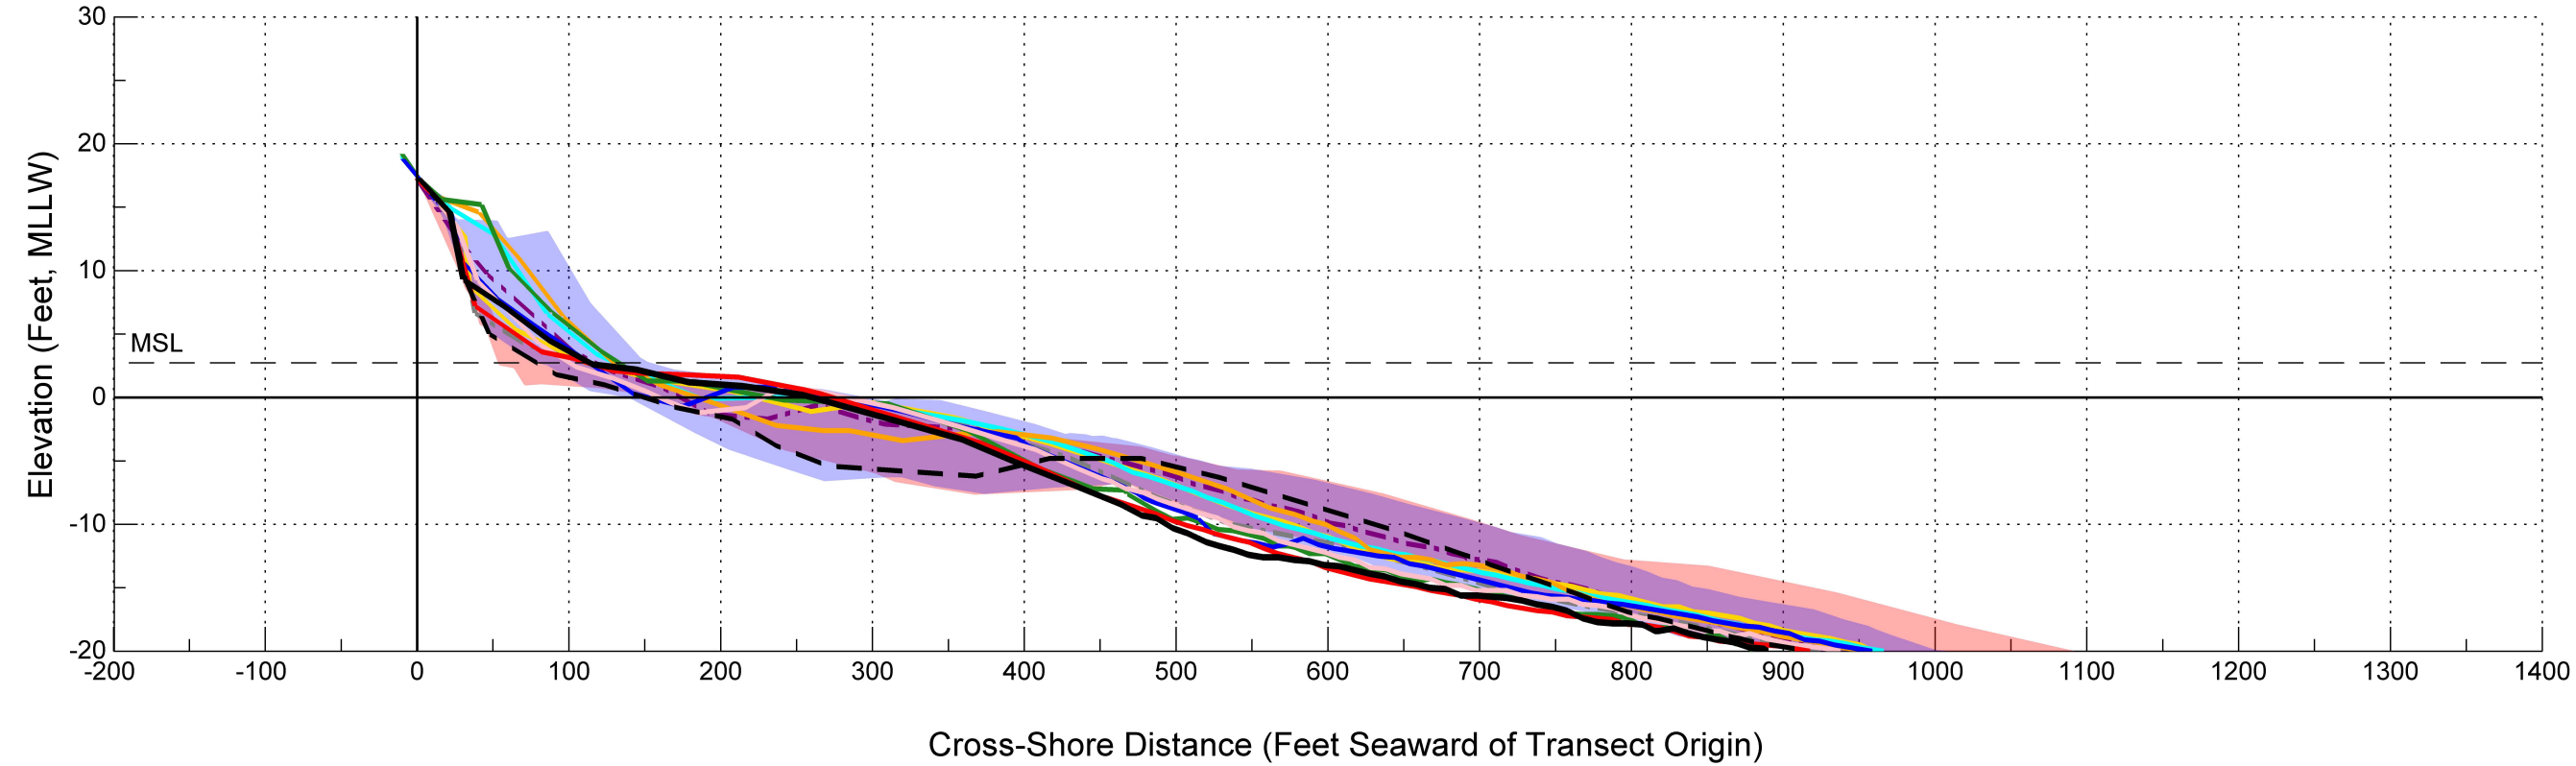 30
20
10
0
-10
-20
Elevation (Feet, MLLW)
MSL
-200 -100 0 100 200 300 400 500 600 700 800 900 1000 1100 1200 1300 1400
Cross-Shore Distance (Feet Seaward of Transect Origin)